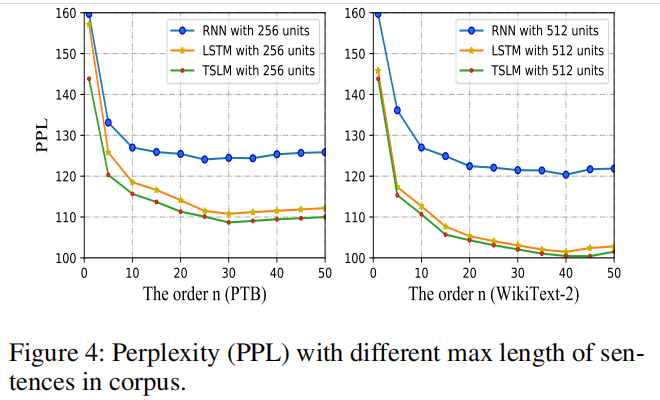 160
150
140
130
120
110
100
PPL
0
10
20
30
40
50
The order n (PTB)
RNN with 256 units
LSTM with 256 units
TSLM with 256 units
160
150
140
130
120
110
100
0
10
20
30
40
50
The order n (WikiText-2)
RNN with 512 units
LSTM with 512 units
TSLM with 512 units
Figure 4: Perplexity (PPL) with different max length of sen-
tences in corpus.